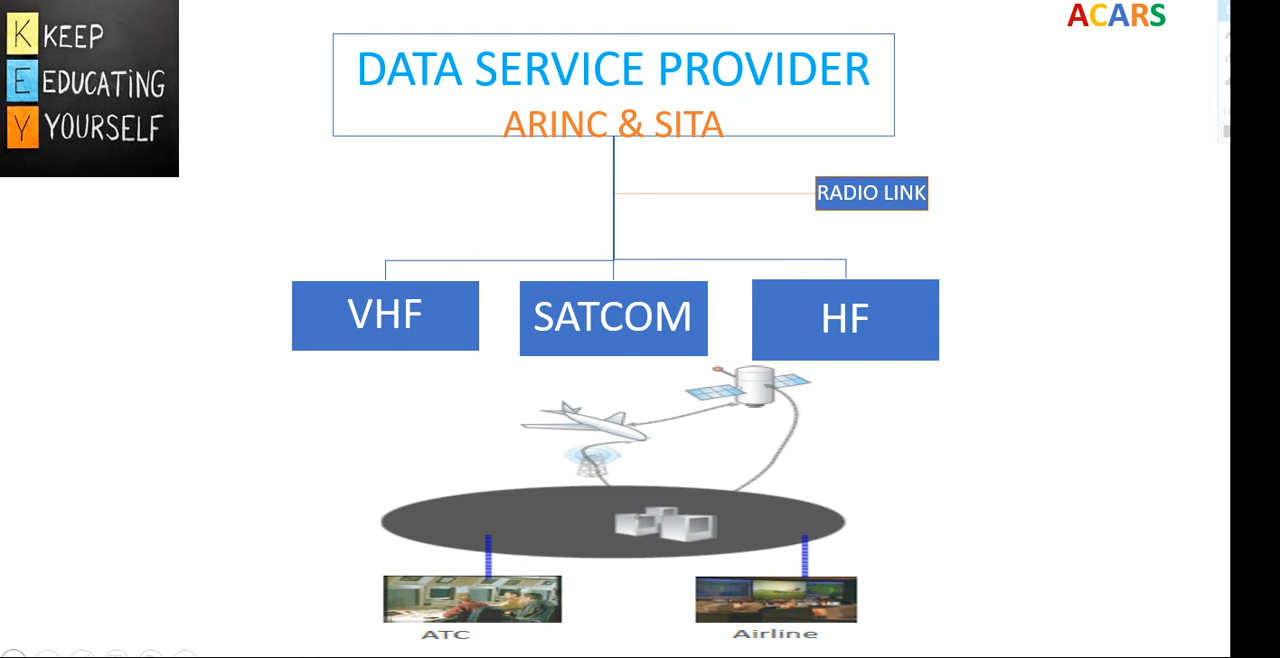 K KEEP
E EDUCATiNG
Y YOURSELF
ACARS
DATA SERVICE PROVIDER
ARINC & SITA
RADIO LINK
VHF
SATCOM
HF
ATC
Airline